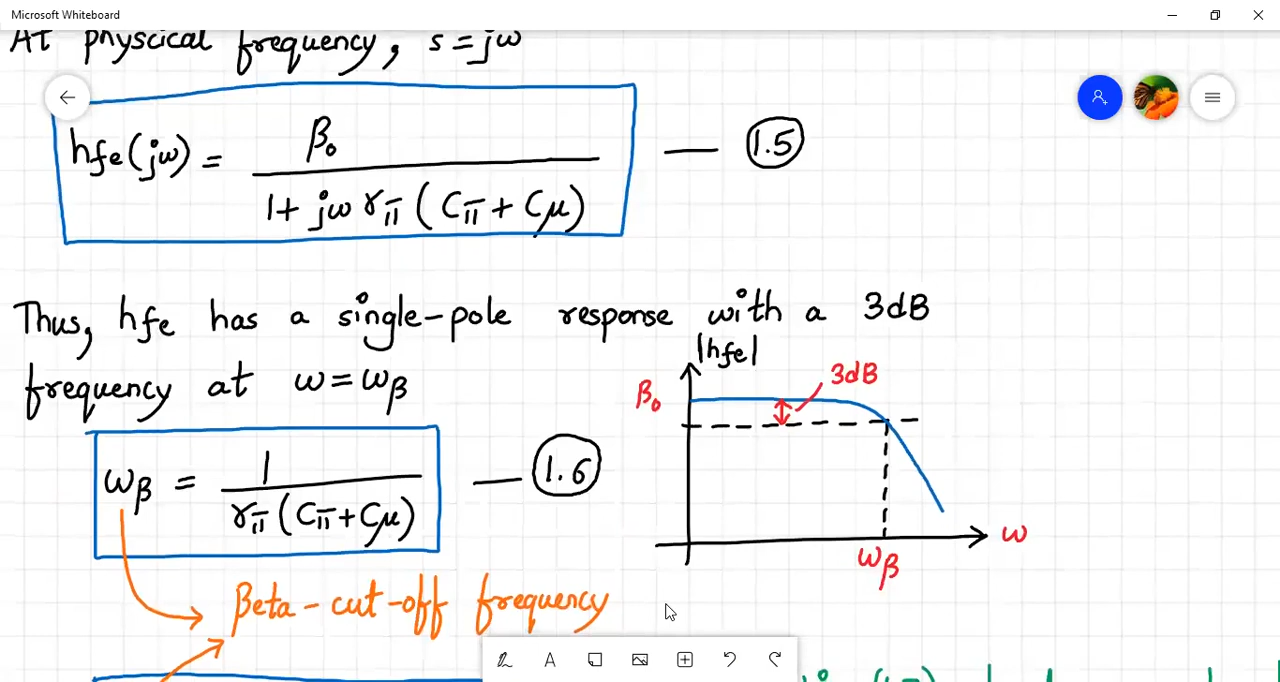 Microsoft Whiteboard
At physcical frequency, s = jω
hfe(jω) = β₀ / 1 + jω rπ (Cπ + Cμ) — 1.5
Thus, hfe has a single-pole response with a 3dB
frequency at ω = ωβ
|hfe|
β₀
3dB
ωβ = 1 / rπ (Cπ + Cμ) — 1.6
ω
ωβ
Beta-cut-off frequency